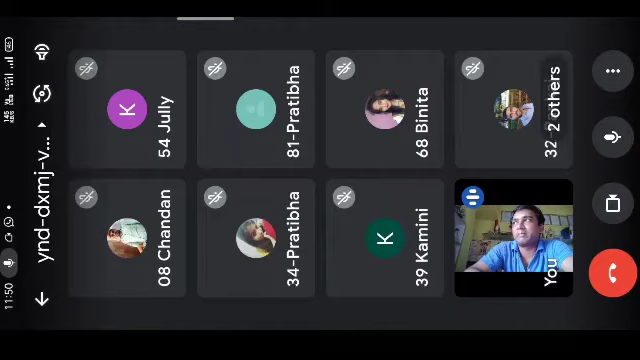 11:50
ynd-dxmj-v...
08 Chandan
K
54 Jully
34-Pratibha
81-Pratibha
K
39 Kamini
68 Binita
You
32-
2 others